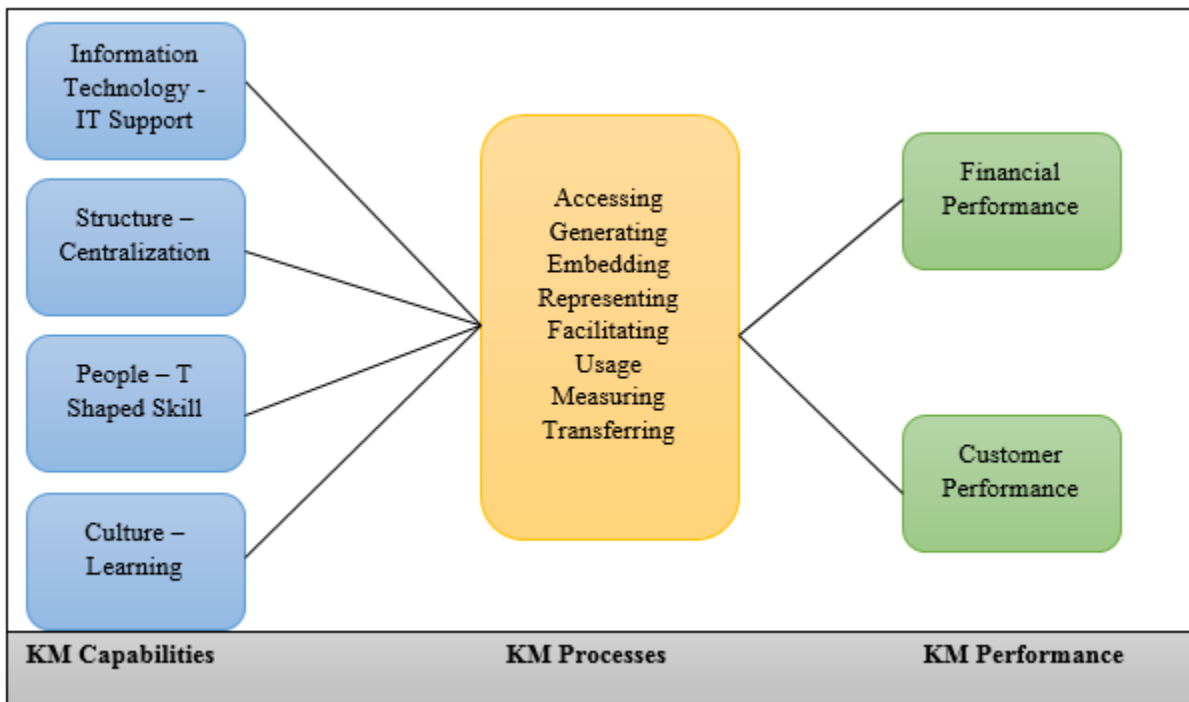 Information
Technology -
IT Support
Structure –
Centralization
People – T
Shaped Skill
Culture –
Learning
Accessing
Generating
Embedding
Representing
Facilitating
Usage
Measuring
Transferring
Financial
Performance
Customer
Performance
KM Capabilities
KM Processes
KM Performance